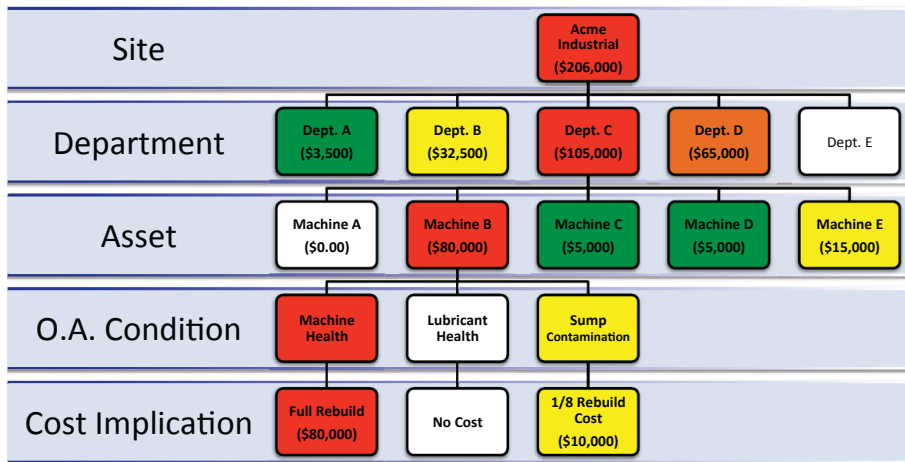 Site
Acme
Industrial
($206,000)
Department
Dept. A
($3,500)
Dept. B
($32,500)
Dept. C
($105,000)
Dept. D
($65,000)
Dept. E
Asset
Machine A
($0.00)
Machine B
($80,000)
Machine C
($5,000)
Machine D
($5,000)
Machine E
($15,000)
O.A. Condition
Machine
Health
Lubricant
Health
Sump
Contamination
Cost Implication
Full Rebuild
($80,000)
No Cost
1/8 Rebuild
Cost
($10,000)